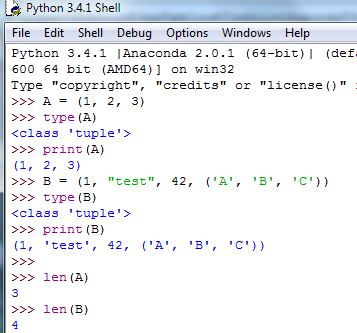 Python 3.4.1 Shell
File Edit Shell Debug Options Windows Help
Python 3.4.1 |Anaconda 2.0.1 (64-bit)| (defa
600 64 bit (AMD64)] on win32
Type "copyright", "credits" or "license()"
>>> A = (1, 2, 3)
>>> type(A)
<class 'tuple'>
>>> print(A)
(1, 2, 3)
>>> B = (1, "test", 42, ('A', 'B', 'C'))
>>> type(B)
<class 'tuple'>
>>> print(B)
(1, 'test', 42, ('A', 'B', 'C'))
>>>
>>> len(A)
3
>>> len(B)
4